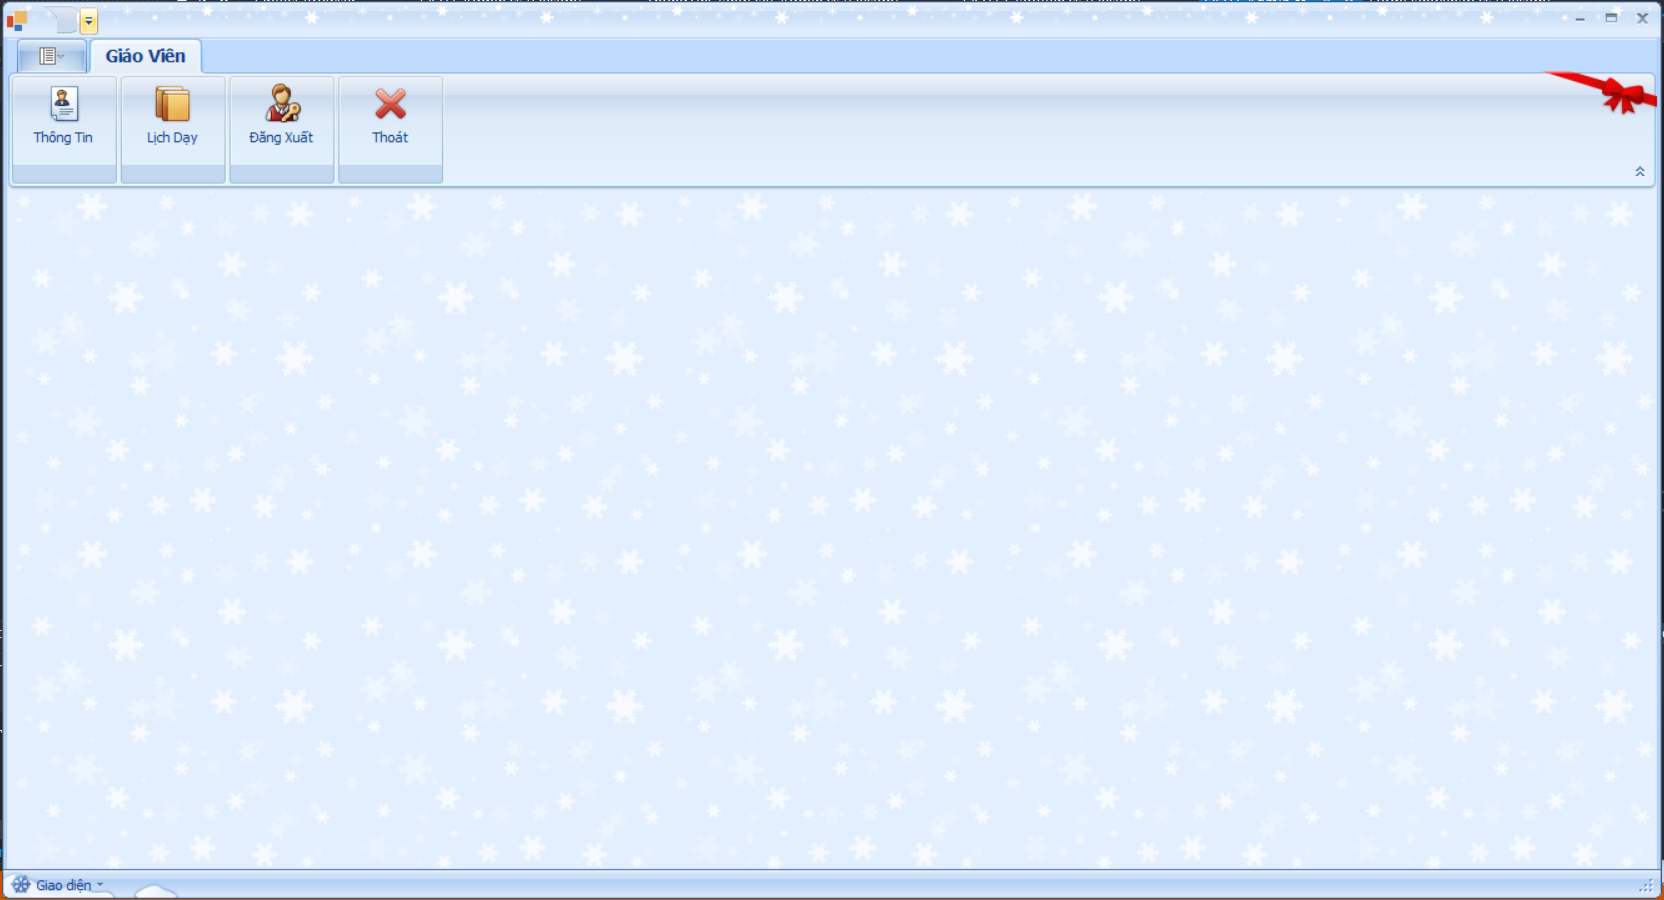 Giáo Viên
Thông Tin
Lịch Dạy
Đăng Xuất
Thoát
Giao diện